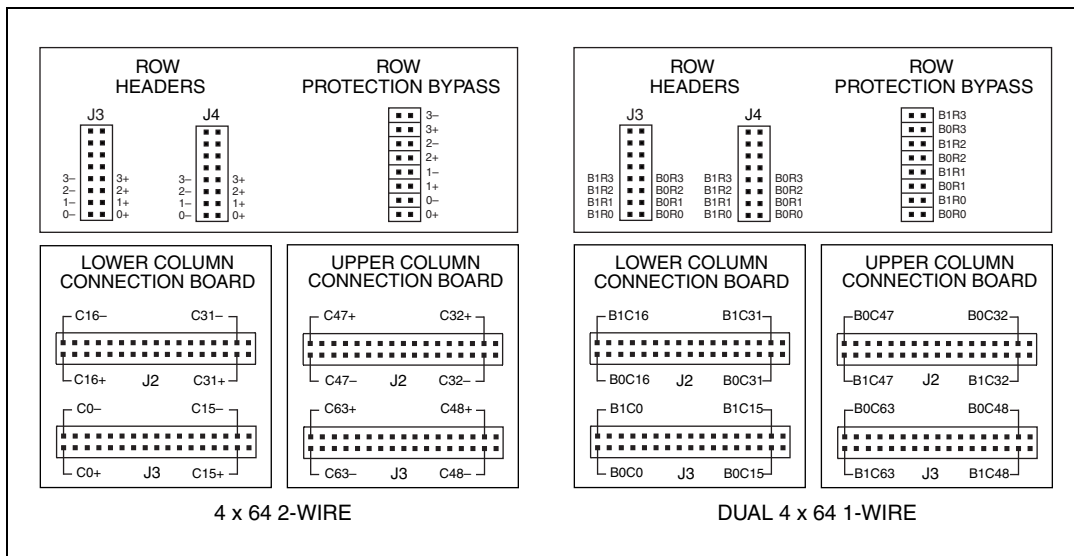 ROW
HEADERS
J3
J4
3–
2–
1–
0–
3+
2+
1+
0+
3–
2–
1–
0–
3+
2+
1+
0+
ROW
PROTECTION BYPASS
3–
3+
2–
2+
1–
1+
0–
0+
LOWER COLUMN
CONNECTION BOARD
C16– C31–
C16+ J2 C31+
C0– C15–
C0+ J3 C15+
UPPER COLUMN
CONNECTION BOARD
C47+ C32+
C47– J2 C32–
C63+ C48+
C63– J3 C48–
4 x 64 2-WIRE
ROW
HEADERS
J3
J4
B1R3
B1R2
B1R1
B1R0
B0R3
B0R2
B0R1
B0R0
B1R3
B1R2
B1R1
B1R0
B0R3
B0R2
B0R1
B0R0
ROW
PROTECTION BYPASS
B1R3
B0R3
B1R2
B0R2
B1R1
B0R1
B1R0
B0R0
LOWER COLUMN
CONNECTION BOARD
B1C16 B1C31
B0C16 J2 B0C31
B1C0 B1C15
B0C0 J3 B0C15
UPPER COLUMN
CONNECTION BOARD
B0C47 B0C32
B1C47 J2 B1C32
B0C63 B0C48
B1C63 J3 B1C48
DUAL 4 x 64 1-WIRE